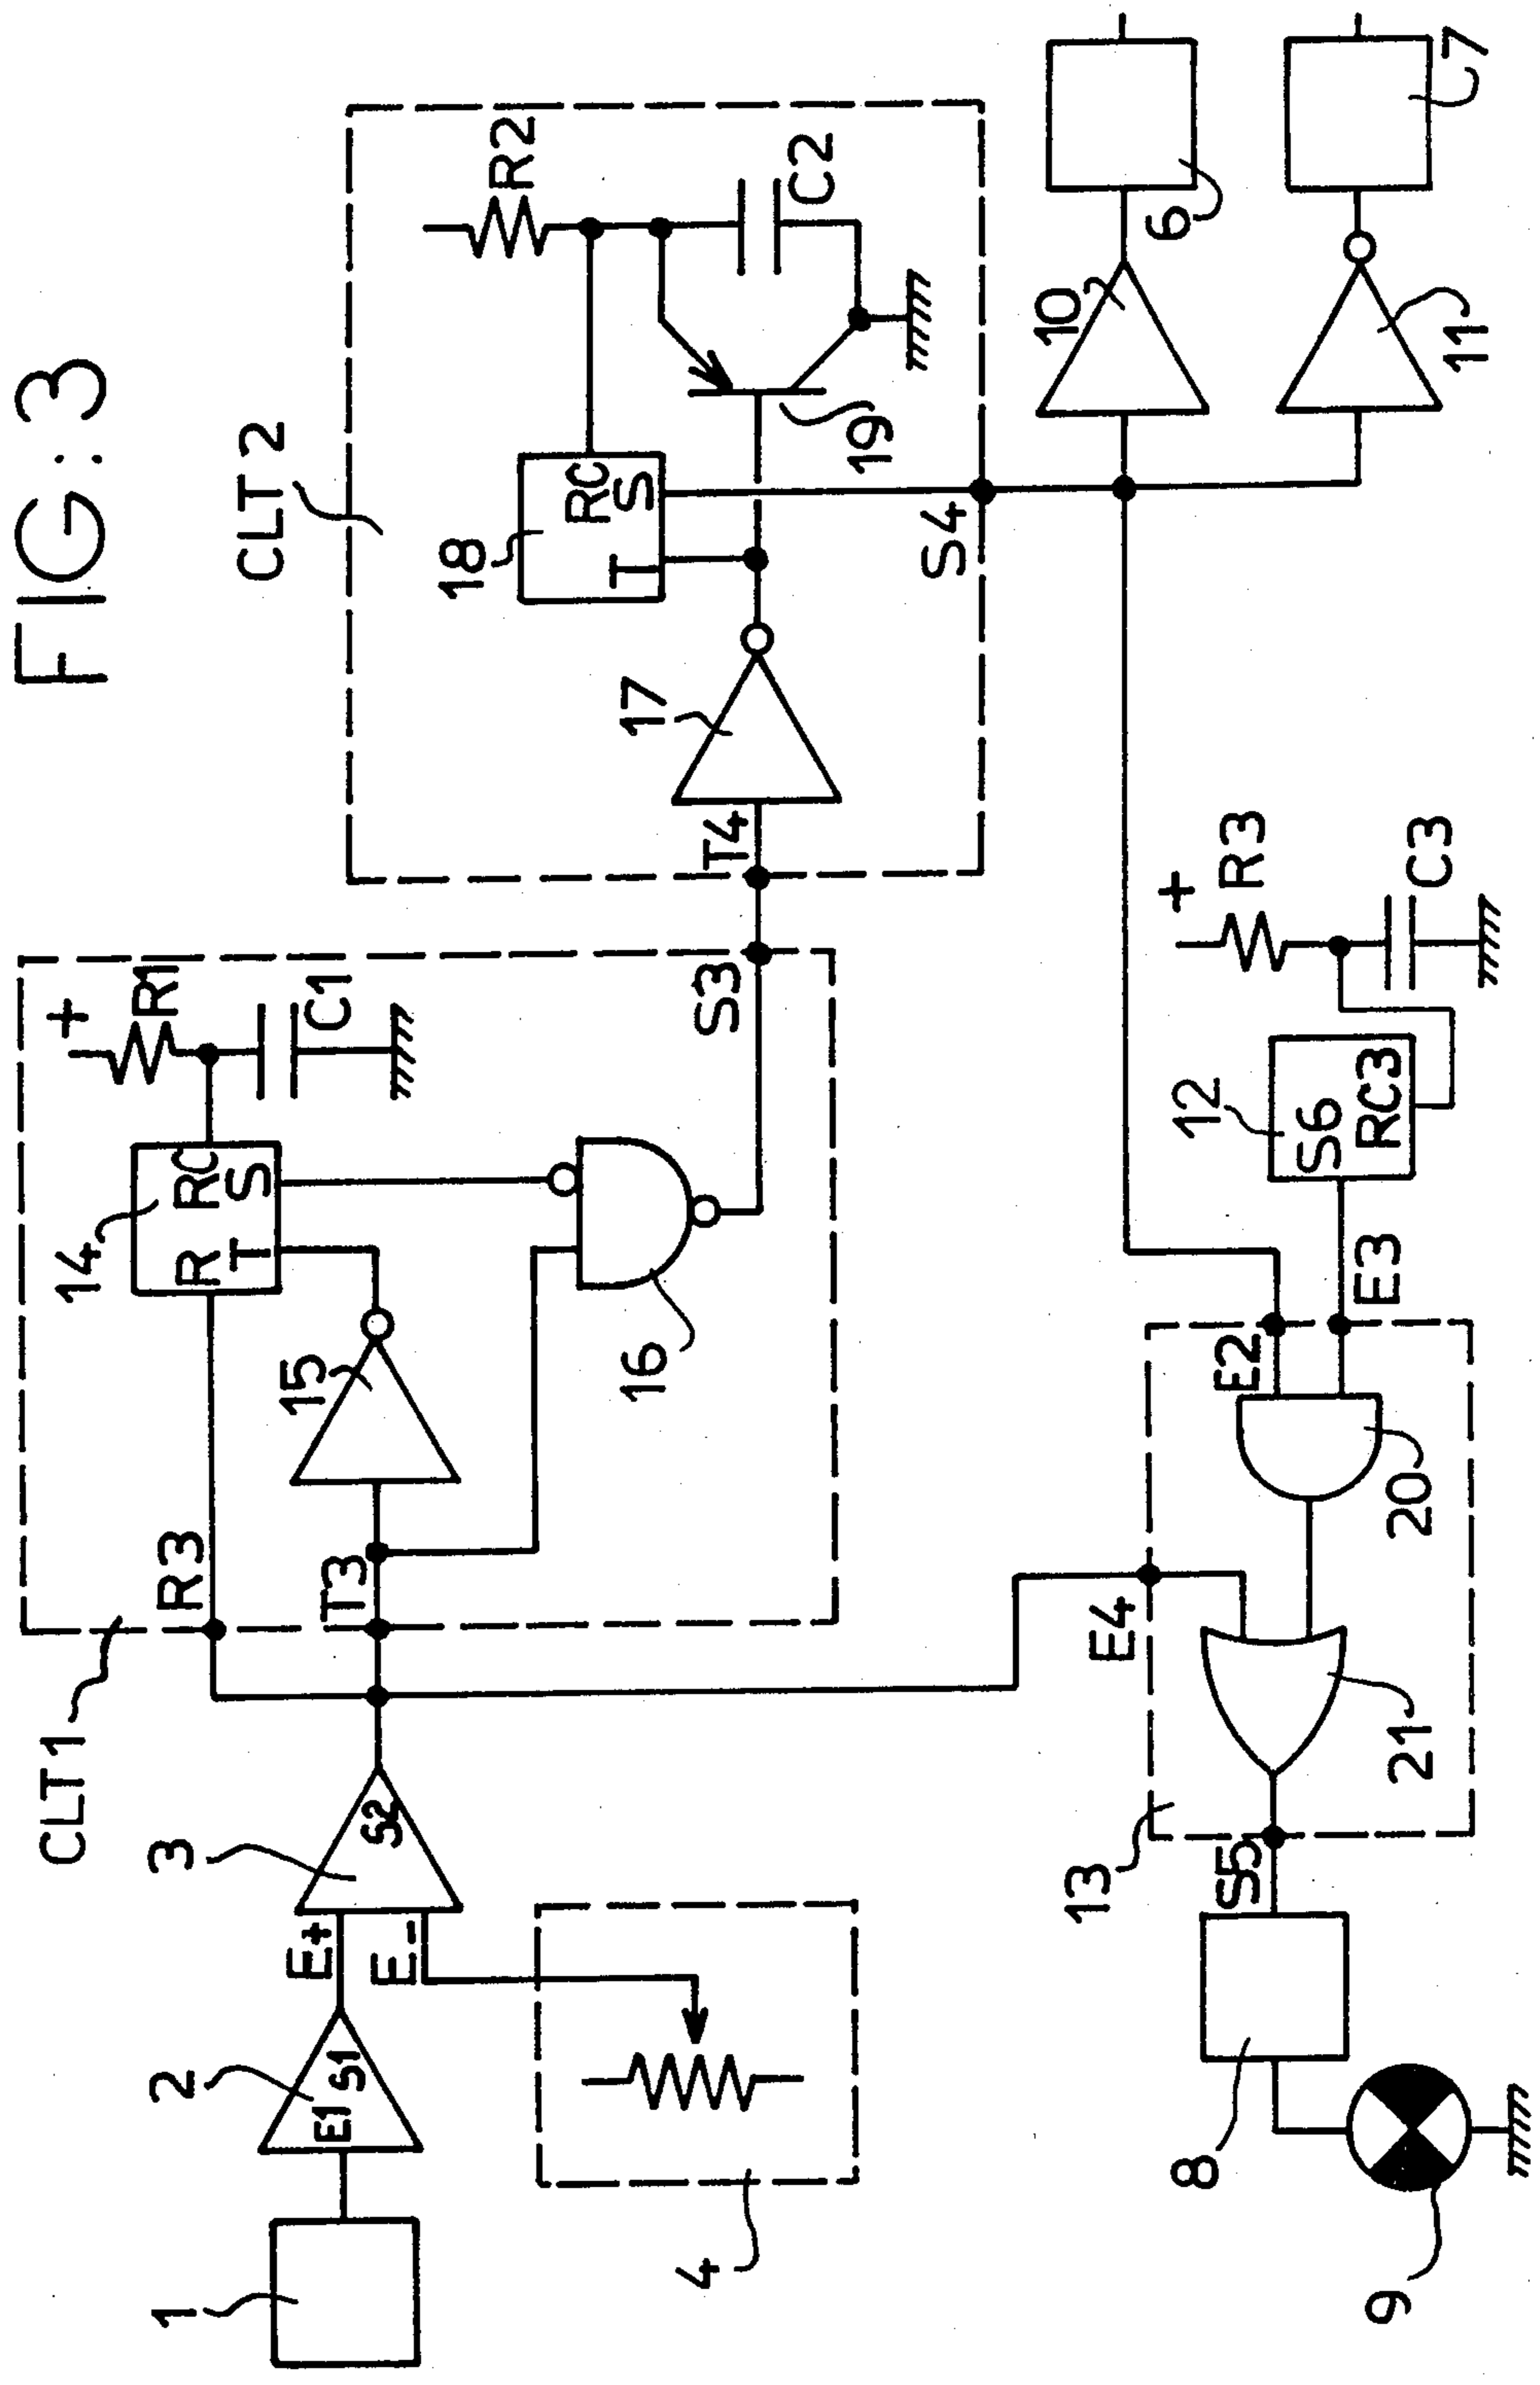 FIG: 3
CLT1
CLT 2
R3
+
R1
C1
14
R
RC
T
S
15
T3
16
S3
T4
17
18
RC
T
S
R2
C2
19
S4
1
2
E1
S1
E+
E-
3
S2
4
10
6
11
7
E4
E2
E3
12
S6
RC3
+
R3
C3
13
20
21
S5
8
9